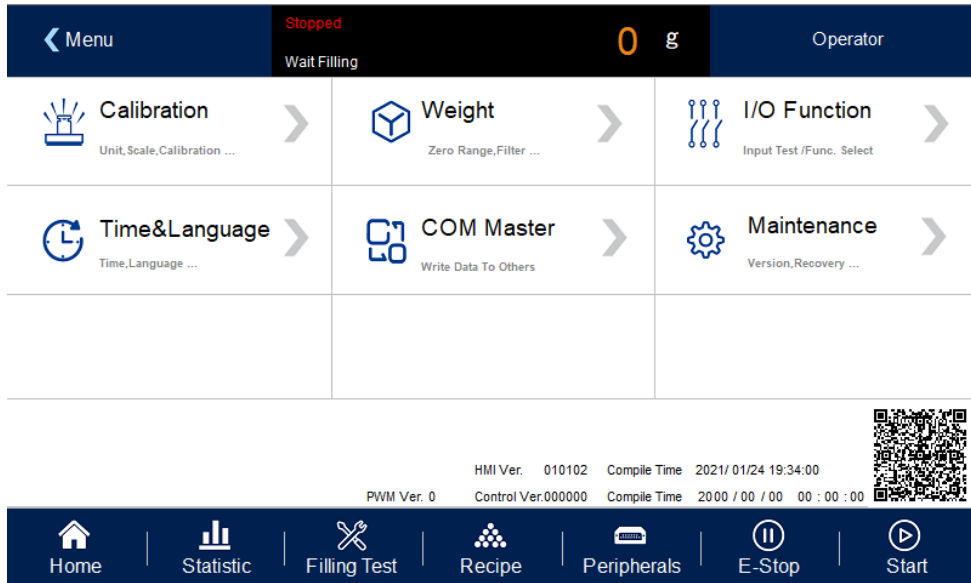 Menu
Stopped
Wait Filling
0 g
Operator
Calibration
Unit,Scale,Calibration ...
Weight
Zero Range,Filter ...
I/O Function
Input Test /Func. Select
Time&Language
Time,Language ...
COM Master
Write Data To Others
Maintenance
Version,Recovery ...
HMI Ver. 010102 Compile Time 2021/ 01/24 19:34:00
PWM Ver. 0 Control Ver.000000 Compile Time 2000 / 00 / 00 00 : 00 : 00
Home
Statistic
Filling Test
Recipe
Peripherals
E-Stop
Start